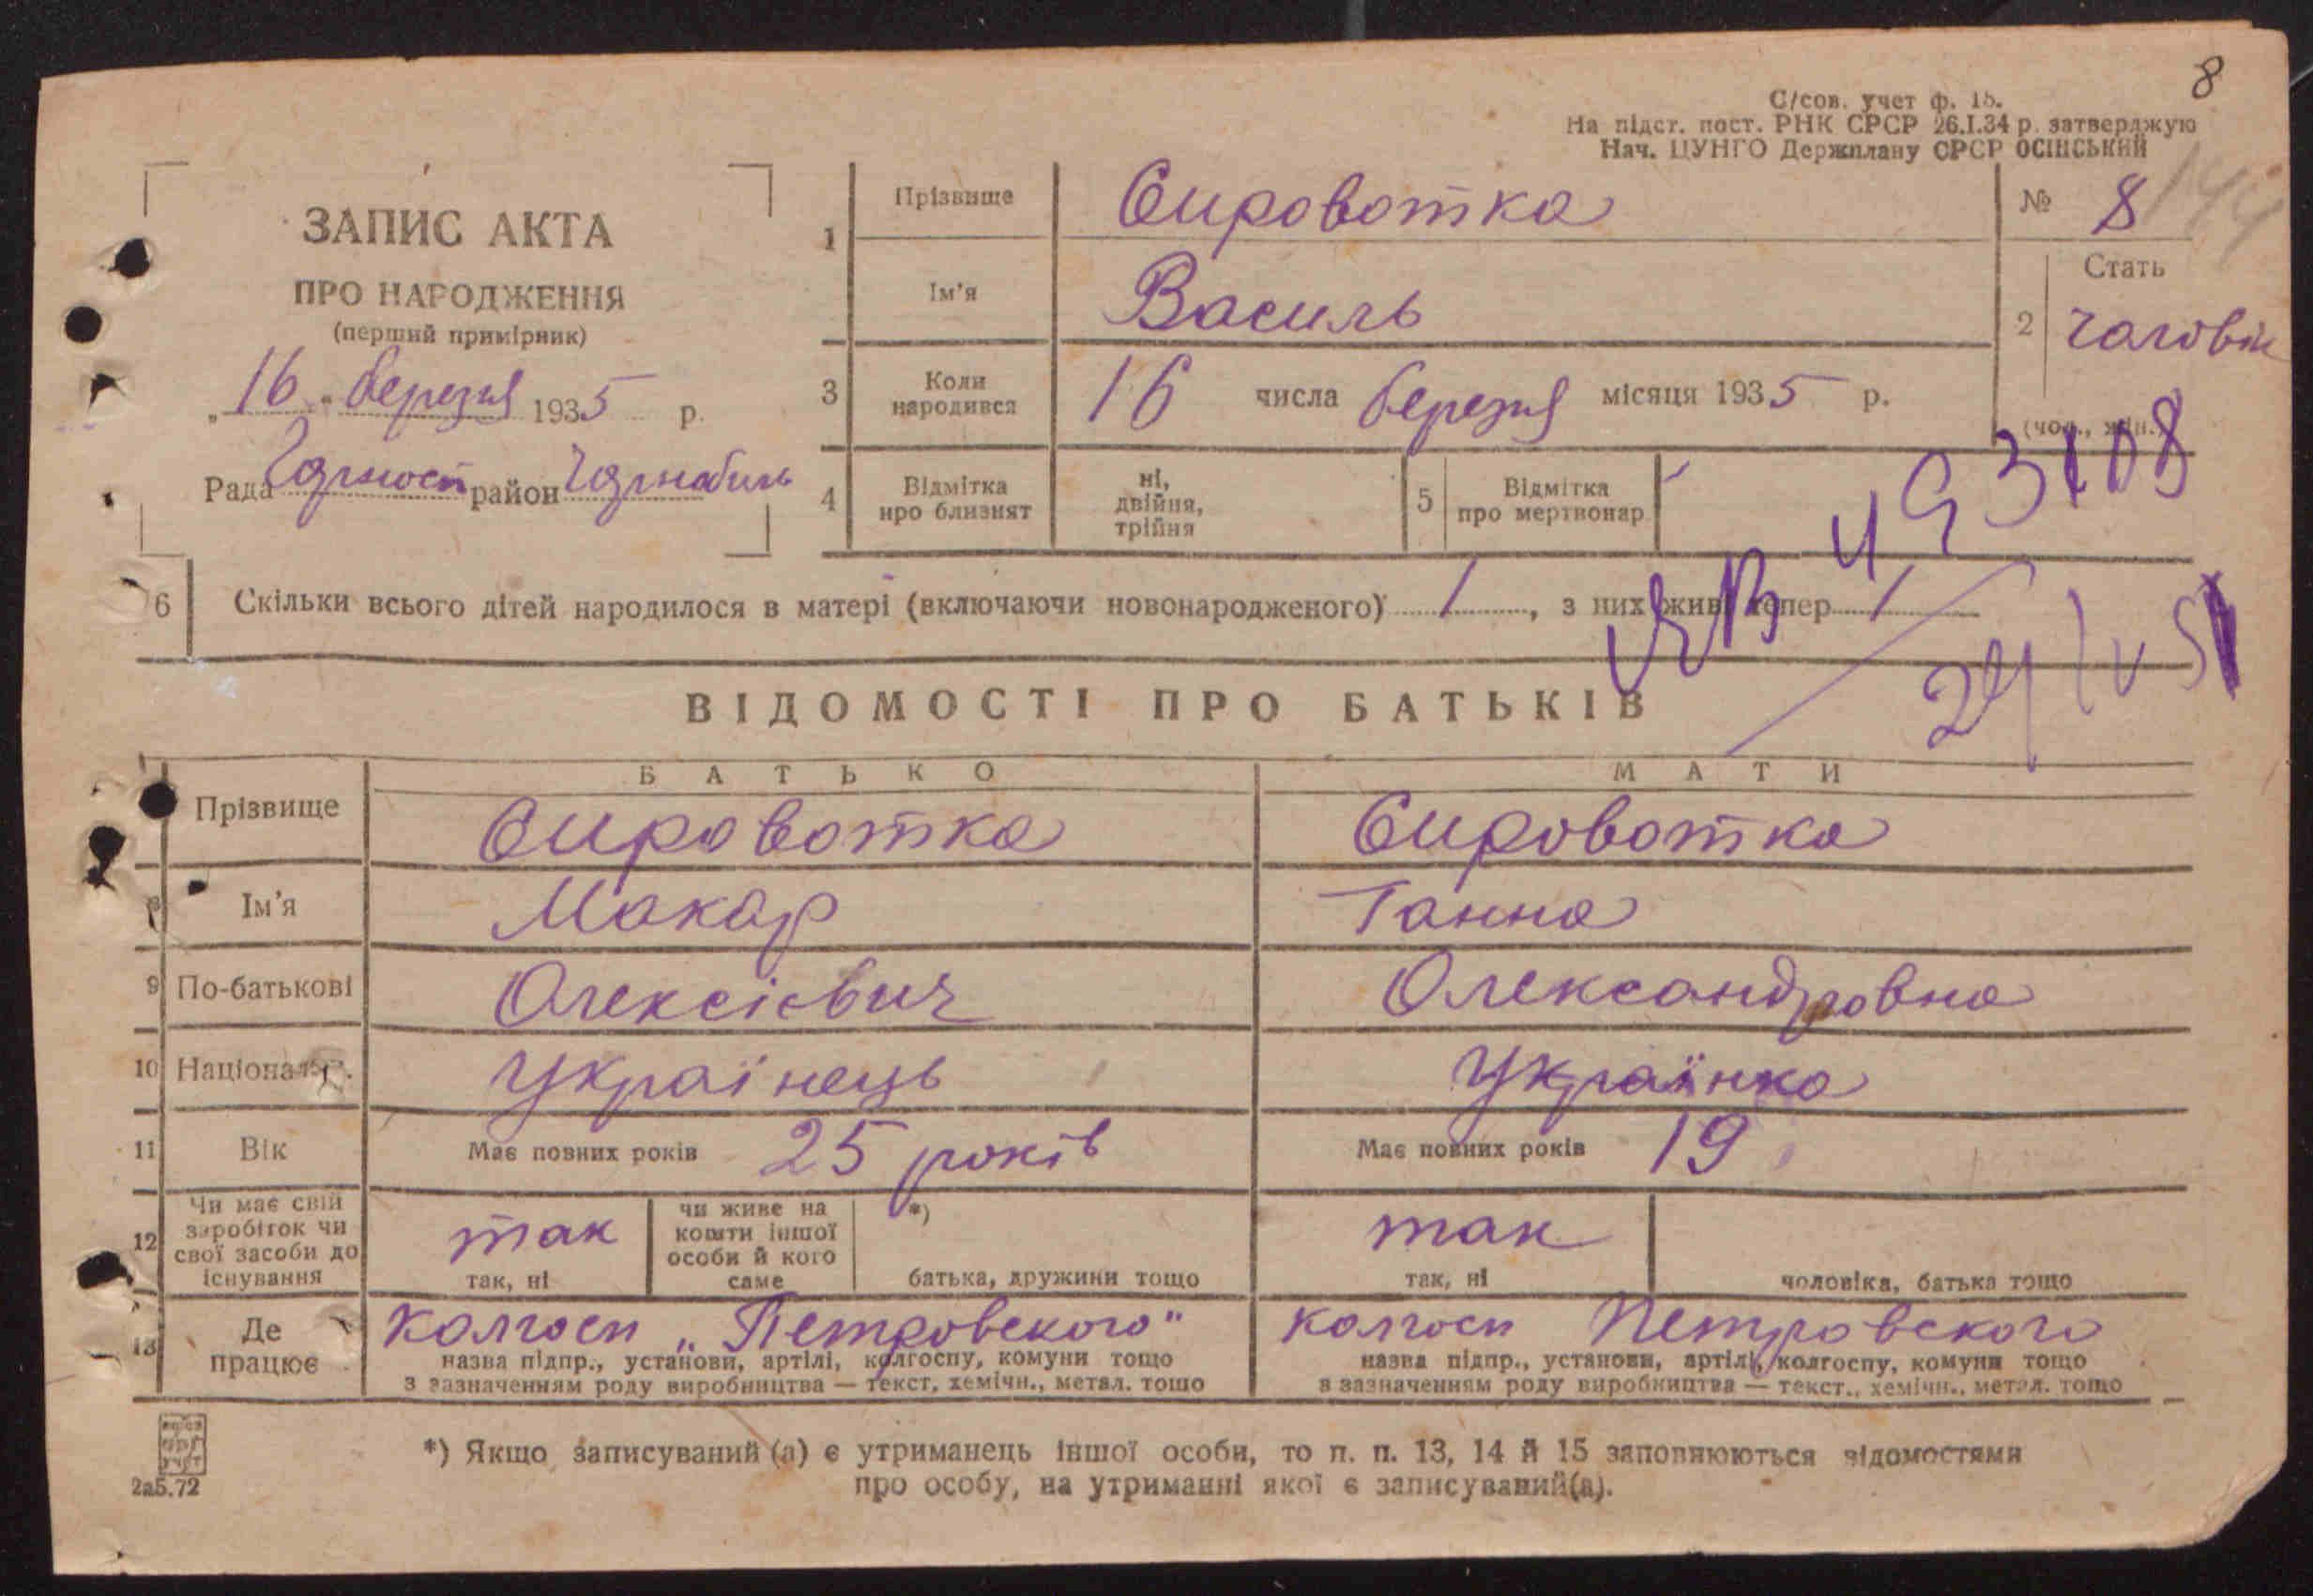 8
С/сов. учет ф. 15.
На підст. пост. РНК СРСР 26.I.34 р. затверджую
Нач. ЦУНГО Держплану СРСР ОСІНСЬКИЙ
ЗАПИС АКТА
ПРО НАРОДЖЕННЯ
(перший примірник)
„16“ березня 1935 р.
Рада район Чорнобиль
1 Прізвище Сировотка
Ім'я Василь
№ 8 144
2 Стать чаловік
(чол., жін.)
3 Коли народився 16 числа березня місяця 1935 р.
4 Відмітка про близнят ні, двійня, трійня
5 Відмітка про мертвонар. -
493108
6 Скільки всього дітей народилося в матері (включаючи новонародженого) 1, з них живі тепер 1
ВІДОМОСТІ ПРО БАТЬКІВ
БАТЬКО МАТИ
Прізвище Сировотка Сировотка
8 Ім'я Макар Ганна
9 По-батькові Олексієвич Олександровна
10 Національн. Українець Українка
11 Вік Має повних років 25 років Має повних років 19
12 Чи має свій заробіток чи свої засоби до існування так так, ні чи живе на кошти іншої особи й кого саме *) батька, дружини тощо так так, ні чоловіка, батька тощо
13 Де працює колгосп „Петровского“ колгосп Петровского
назва підпр., установи, артілі, колгоспу, комуни тощо назва підпр., установи, артілі, колгоспу, комуни тощо
з зазначенням роду виробництва — текст, хемічн., метал. тощо з зазначенням роду виробництва — текст., хемічн., метал. тощо
*) Якщо записуваний (а) є утриманець іншої особи, то п. п. 13, 14 й 15 заповнюються відомостями
про особу, на утриманні якої є записуваний(а).
2а5.72